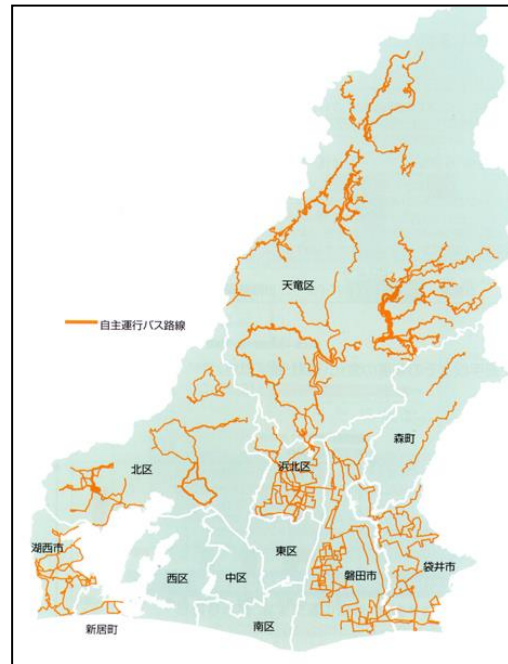 天竜区
自主運行バス路線
森町
北区
浜北区
湖西市
東区
西区
中区
磐田市
袋井市
南区
新居町